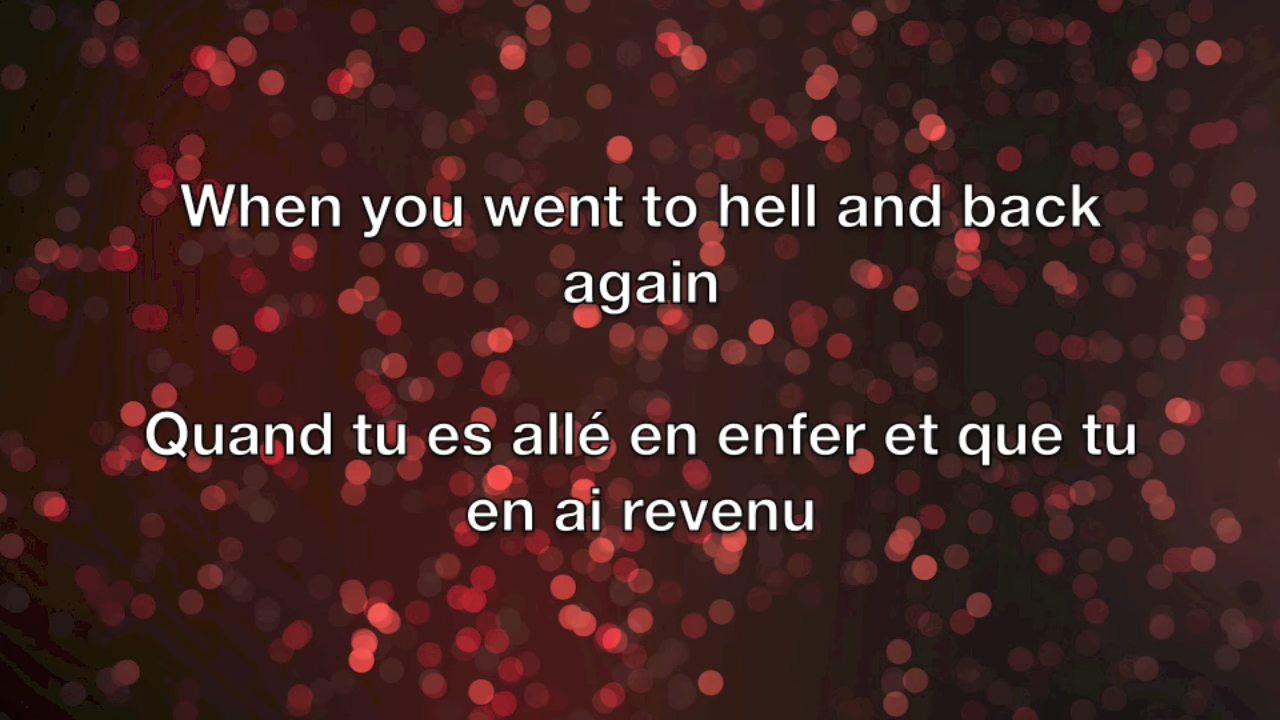 When you went to hell and back
again
Quand tu es allé en enfer et que tu
en ai revenu